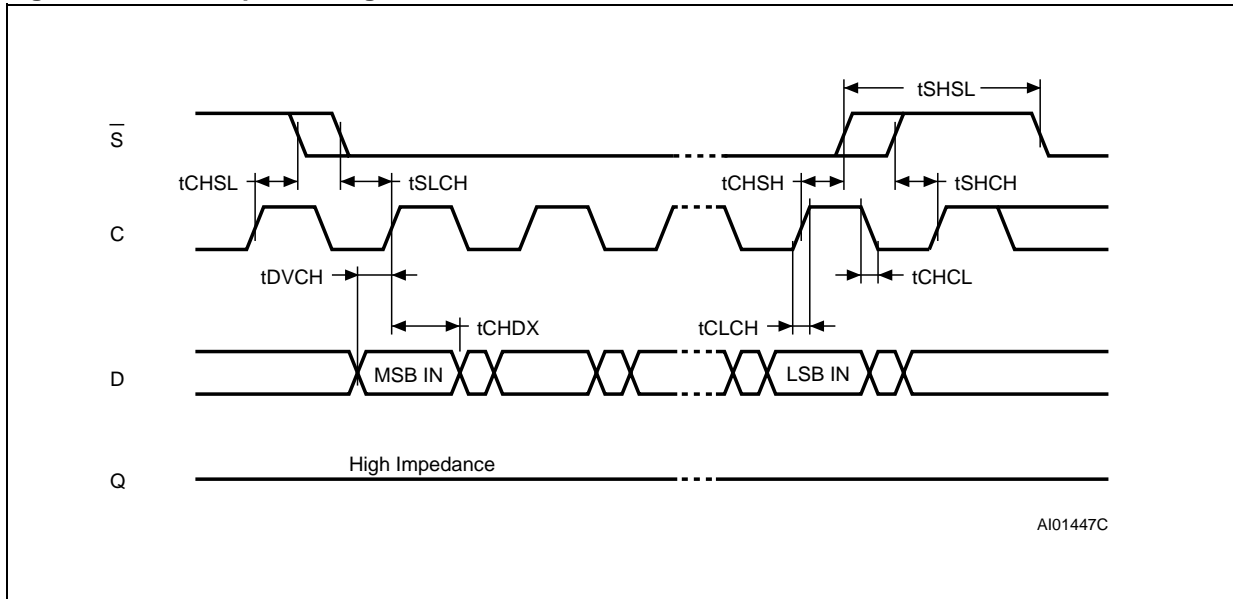 tSHSL
S
tCHSL
tSLCH
tCHSH
tSHCH
C
tDVCH
tCHCL
tCHDX
tCLCH
D
MSB IN
LSB IN
High Impedance
Q
AI01447C